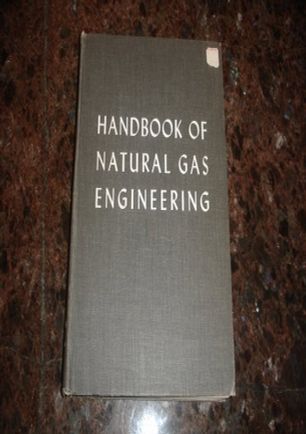 HANDBOOK OF
NATURAL GAS
ENGINEERING